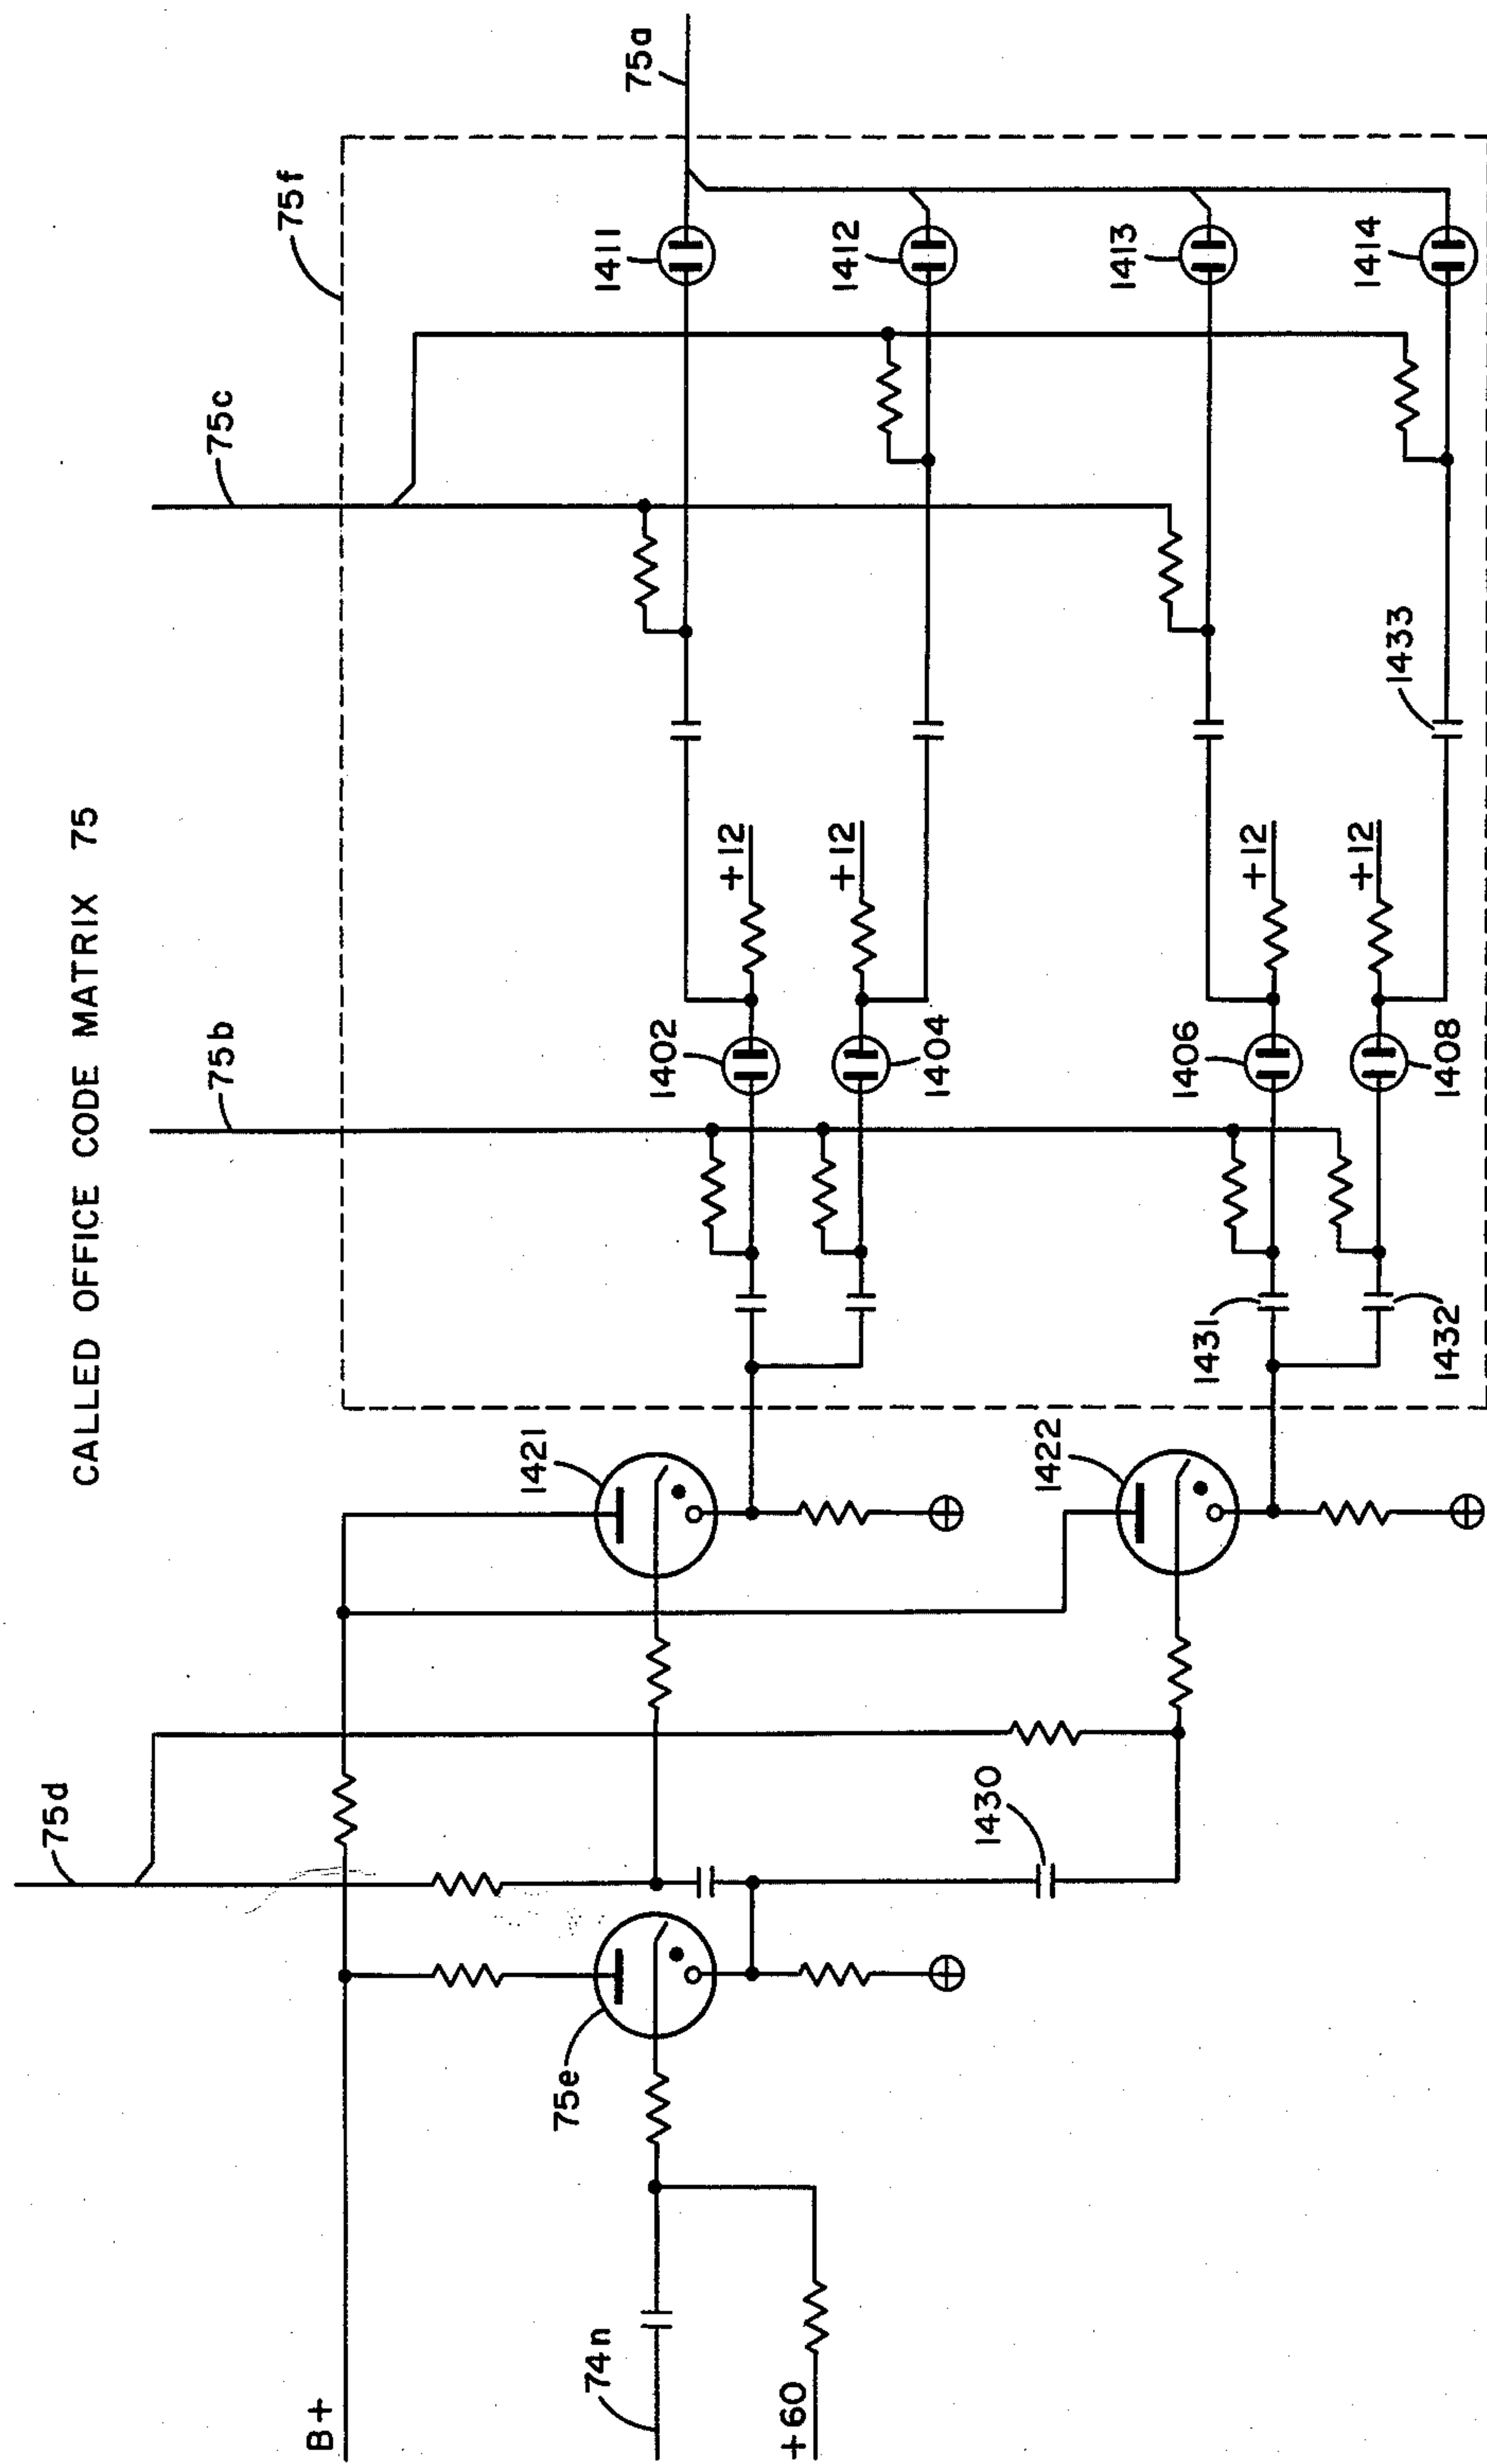 CALLED OFFICE CODE MATRIX 75
75d
75b
75c
75f
75a
B+
75e
1421
1402
+12
1411
74n
1404
+12
1412
+60
1430
1422
1431
1406
+12
1413
1432
1408
+12
1433
1414